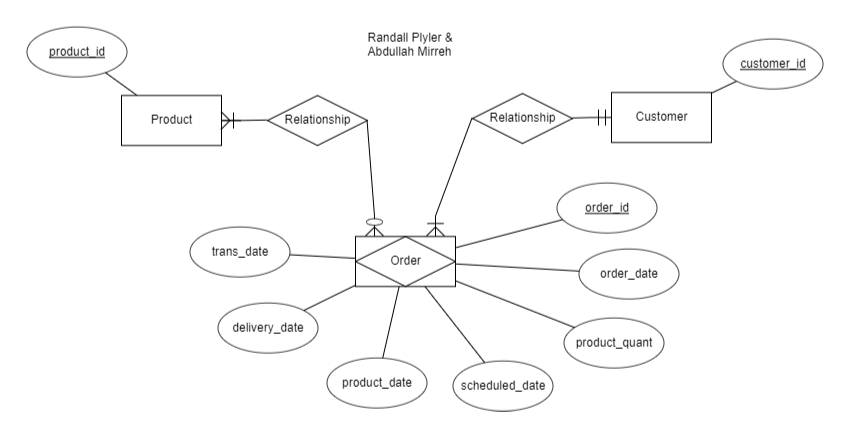 Randall Plyler &
Abdullah Mirreh
product_id
customer_id
Product
Relationship
Relationship
Customer
order_id
trans_date
Order
order_date
delivery_date
product_quant
product_date
scheduled_date